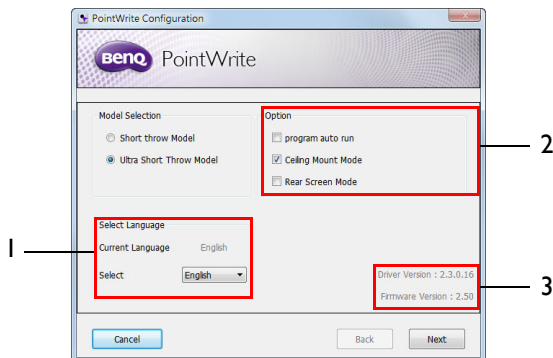 PointWrite Configuration
BenQ PointWrite
Model Selection
Short throw Model
Ultra Short Throw Model
Option
program auto run
Ceiling Mount Mode
Rear Screen Mode
2
Select Language
Current Language English
Select English
1
Driver Version : 2.3.0.16
Firmware Version : 2.50
3
Cancel
Back
Next